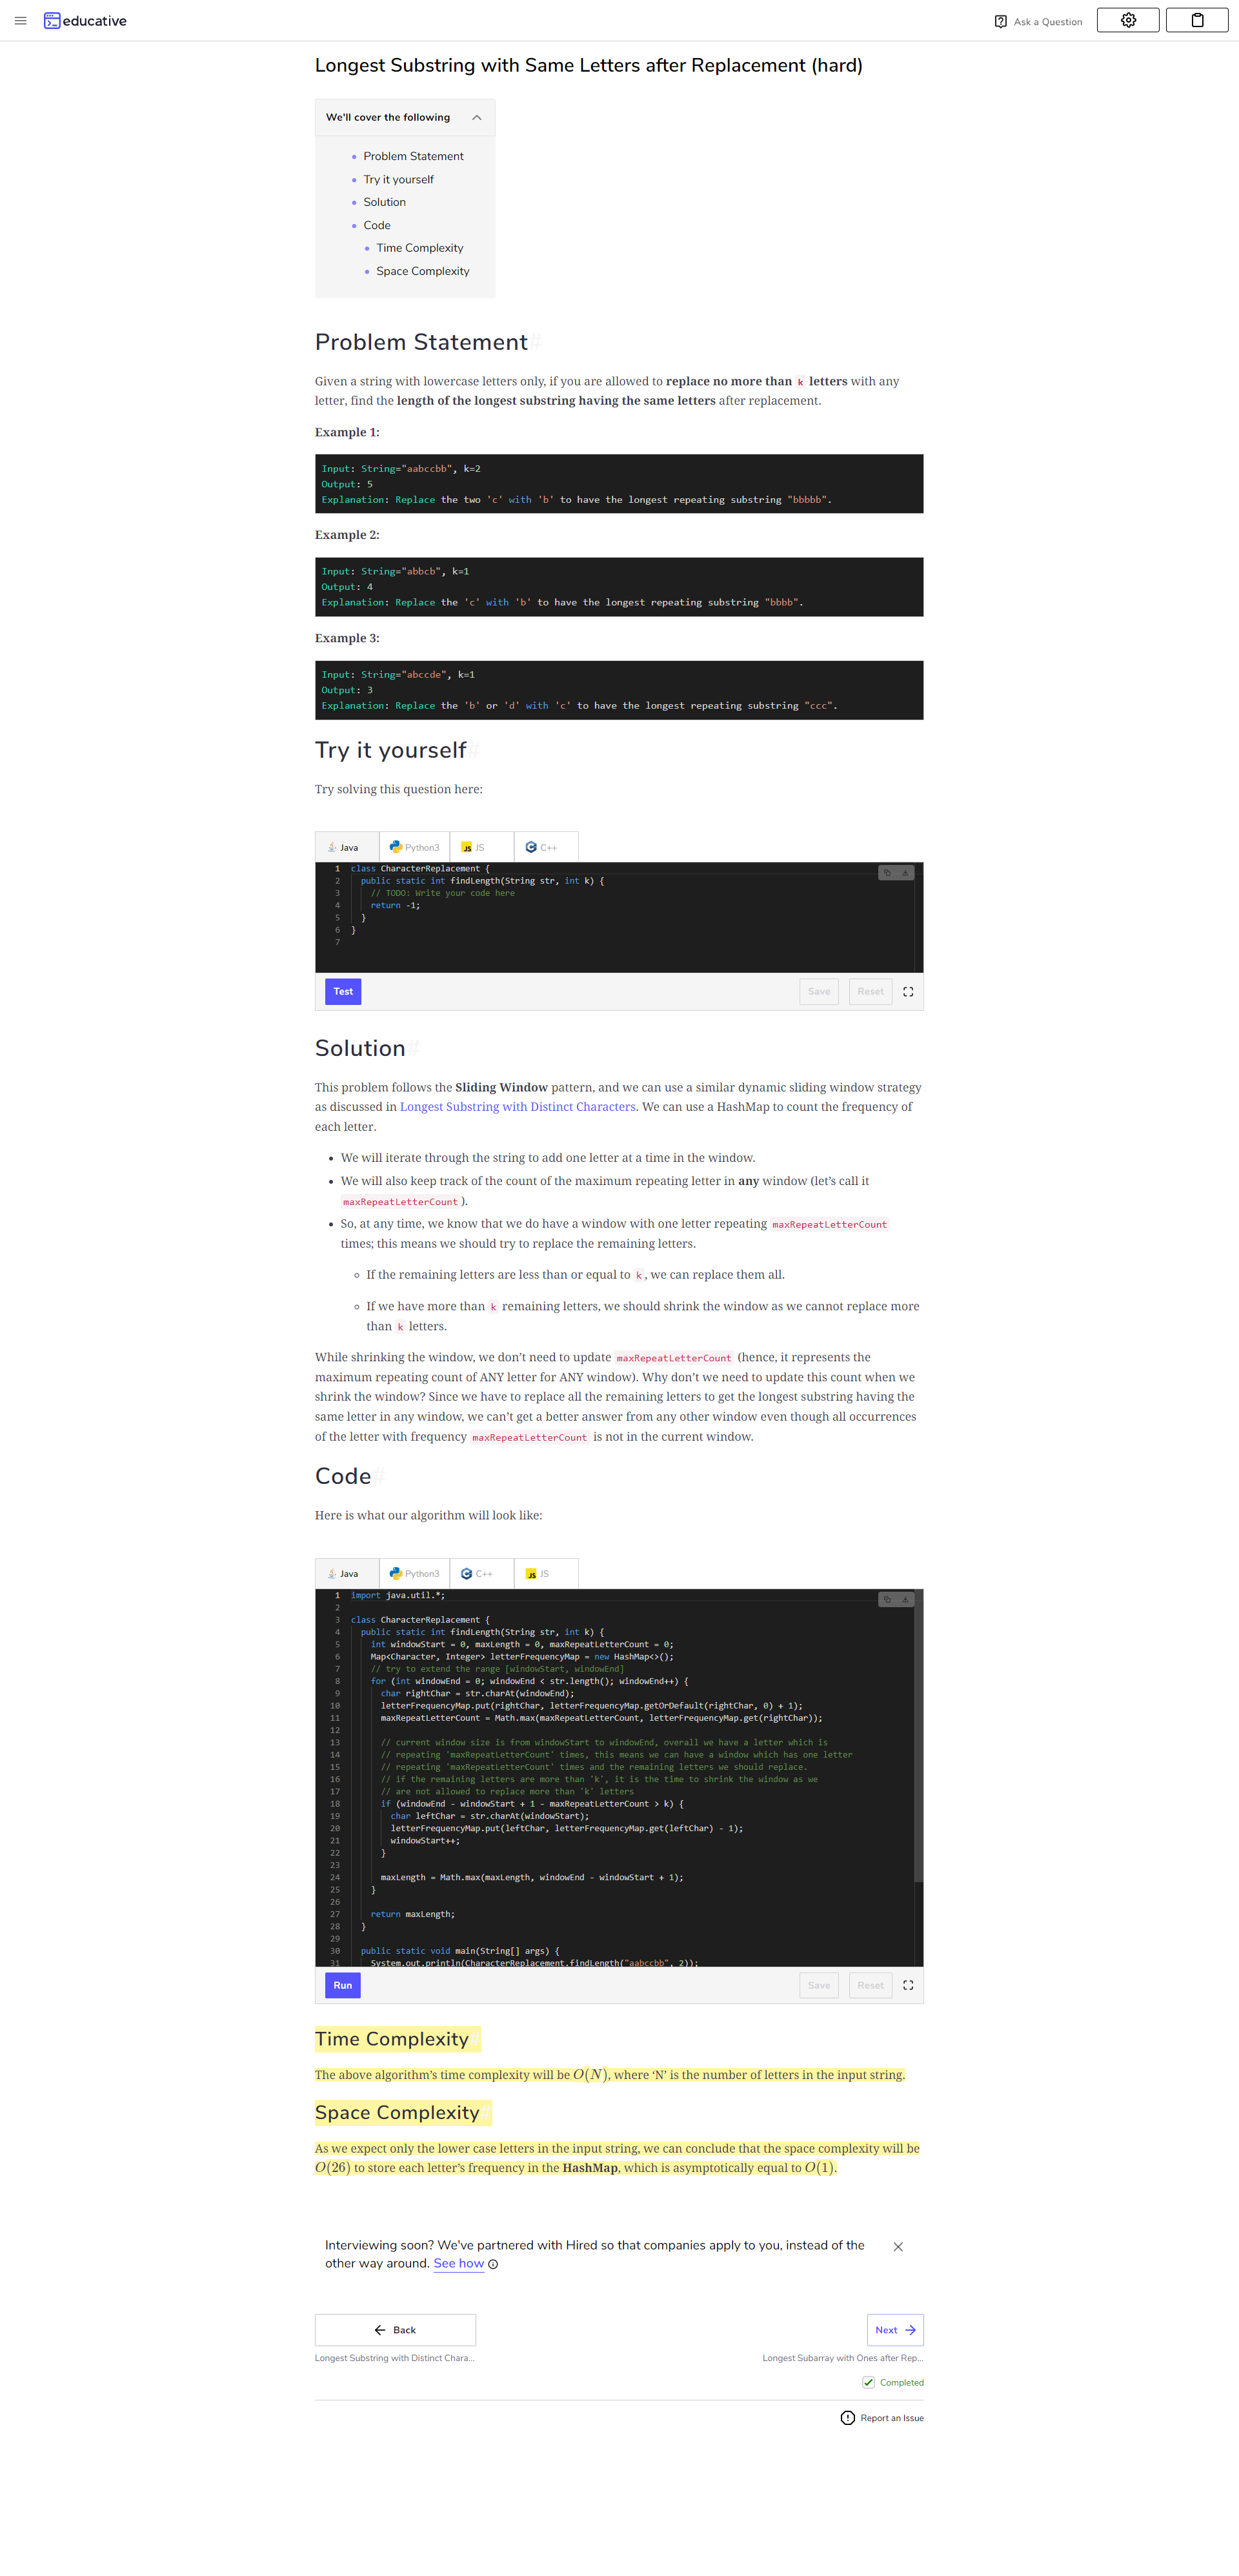 educative
Ask a Question
Longest Substring with Same Letters after Replacement (hard)
We'll cover the following
Problem Statement
Try it yourself
Solution
Code
Time Complexity
Space Complexity
Problem Statement#
Given a string with lowercase letters only, if you are allowed to replace no more than k letters with any
letter, find the length of the longest substring having the same letters after replacement.
Example 1:
Input: String="aabccbb", k=2
Output: 5
Explanation: Replace the two 'c' with 'b' to have the longest repeating substring "bbbbb".
Example 2:
Input: String="abbcb", k=1
Output: 4
Explanation: Replace the 'c' with 'b' to have the longest repeating substring "bbbb".
Example 3:
Input: String="abccde", k=1
Output: 3
Explanation: Replace the 'b' or 'd' with 'c' to have the longest repeating substring "ccc".
Try it yourself#
Try solving this question here:
Java Python3 JS JS C++
1 class CharacterReplacement {
2 public static int findLength(String str, int k) {
3 // TODO: Write your code here
4 return -1;
5 }
6 }
7
Test Save Reset
Solution#
This problem follows the Sliding Window pattern, and we can use a similar dynamic sliding window strategy
as discussed in Longest Substring with Distinct Characters. We can use a HashMap to count the frequency of
each letter.
• We will iterate through the string to add one letter at a time in the window.
• We will also keep track of the count of the maximum repeating letter in any window (let’s call it
maxRepeatLetterCount ).
• So, at any time, we know that we do have a window with one letter repeating maxRepeatLetterCount
times; this means we should try to replace the remaining letters.
◦ If the remaining letters are less than or equal to k, we can replace them all.
◦ If we have more than k remaining letters, we should shrink the window as we cannot replace more
than k letters.
While shrinking the window, we don’t need to update maxRepeatLetterCount (hence, it represents the
maximum repeating count of ANY letter for ANY window). Why don’t we need to update this count when we
shrink the window? Since we have to replace all the remaining letters to get the longest substring having the
same letter in any window, we can’t get a better answer from any other window even though all occurrences
of the letter with frequency maxRepeatLetterCount is not in the current window.
Code#
Here is what our algorithm will look like:
Java Python3 C++ JS JS
1 import java.util.*;
2
3 class CharacterReplacement {
4 public static int findLength(String str, int k) {
5 int windowStart = 0, maxLength = 0, maxRepeatLetterCount = 0;
6 Map<Character, Integer> letterFrequencyMap = new HashMap<>();
7 // try to extend the range [windowStart, windowEnd]
8 for (int windowEnd = 0; windowEnd < str.length(); windowEnd++) {
9 char rightChar = str.charAt(windowEnd);
10 letterFrequencyMap.put(rightChar, letterFrequencyMap.getOrDefault(rightChar, 0) + 1);
11 maxRepeatLetterCount = Math.max(maxRepeatLetterCount, letterFrequencyMap.get(rightChar));
12
13 // current window size is from windowStart to windowEnd, overall we have a letter which is
14 // repeating 'maxRepeatLetterCount' times, this means we can have a window which has one letter
15 // repeating 'maxRepeatLetterCount' times and the remaining letters we should replace.
16 // if the remaining letters are more than 'k', it is the time to shrink the window as we
17 // are not allowed to replace more than 'k' letters
18 if (windowEnd - windowStart + 1 - maxRepeatLetterCount > k) {
19 char leftChar = str.charAt(windowStart);
20 letterFrequencyMap.put(leftChar, letterFrequencyMap.get(leftChar) - 1);
21 windowStart++;
22 }
23
24 maxLength = Math.max(maxLength, windowEnd - windowStart + 1);
25 }
26
27 return maxLength;
28 }
29
30 public static void main(String[] args) {
31 System.out.println(CharacterReplacement.findLength("aabccbb", 2));
Run Save Reset
Time Complexity#
The above algorithm’s time complexity will be O(N), where ‘N’ is the number of letters in the input string.
Space Complexity#
As we expect only the lower case letters in the input string, we can conclude that the space complexity will be
O(26) to store each letter’s frequency in the HashMap, which is asymptotically equal to O(1).
Interviewing soon? We've partnered with Hired so that companies apply to you, instead of the
other way around. See how
Back
Next
Longest Substring with Distinct Chara...
Longest Subarray with Ones after Rep...
Completed
Report an Issue